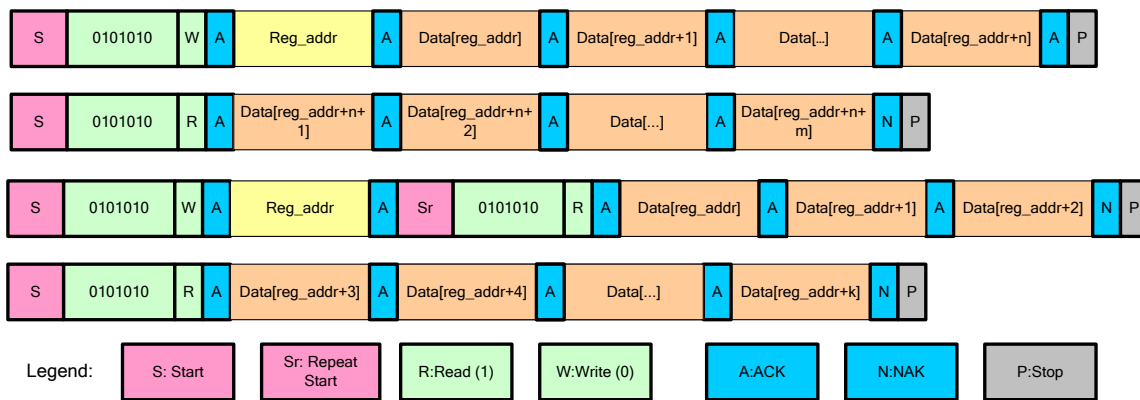 S 0101010 W A Reg_addr A Data[reg_addr] A Data[reg_addr+1] A Data[…] A Data[reg_addr+n] A P
S 0101010 R A Data[reg_addr+n+1] A Data[reg_addr+n+2] A Data[...] A Data[reg_addr+n+m] N P
S 0101010 W A Reg_addr A Sr 0101010 R A Data[reg_addr] A Data[reg_addr+1] A Data[reg_addr+2] N P
S 0101010 R A Data[reg_addr+3] A Data[reg_addr+4] A Data[...] A Data[reg_addr+k] N P
Legend: S: Start Sr: Repeat Start R:Read (1) W:Write (0) A:ACK N:NAK P:Stop